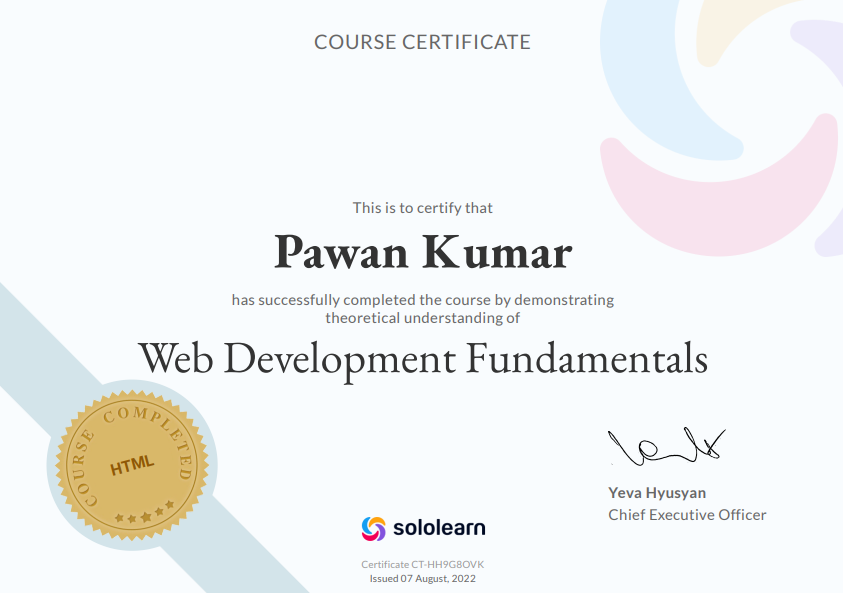 COURSE CERTIFICATE
This is to certify that
Pawan Kumar
has successfully completed the course by demonstrating
theoretical understanding of
Web Development Fundamentals
COURSE COMPLETED
HTML
Yeva Hyusyan
Chief Executive Officer
sololearn
Certificate CT-HH9G8OVK
Issued 07 August, 2022